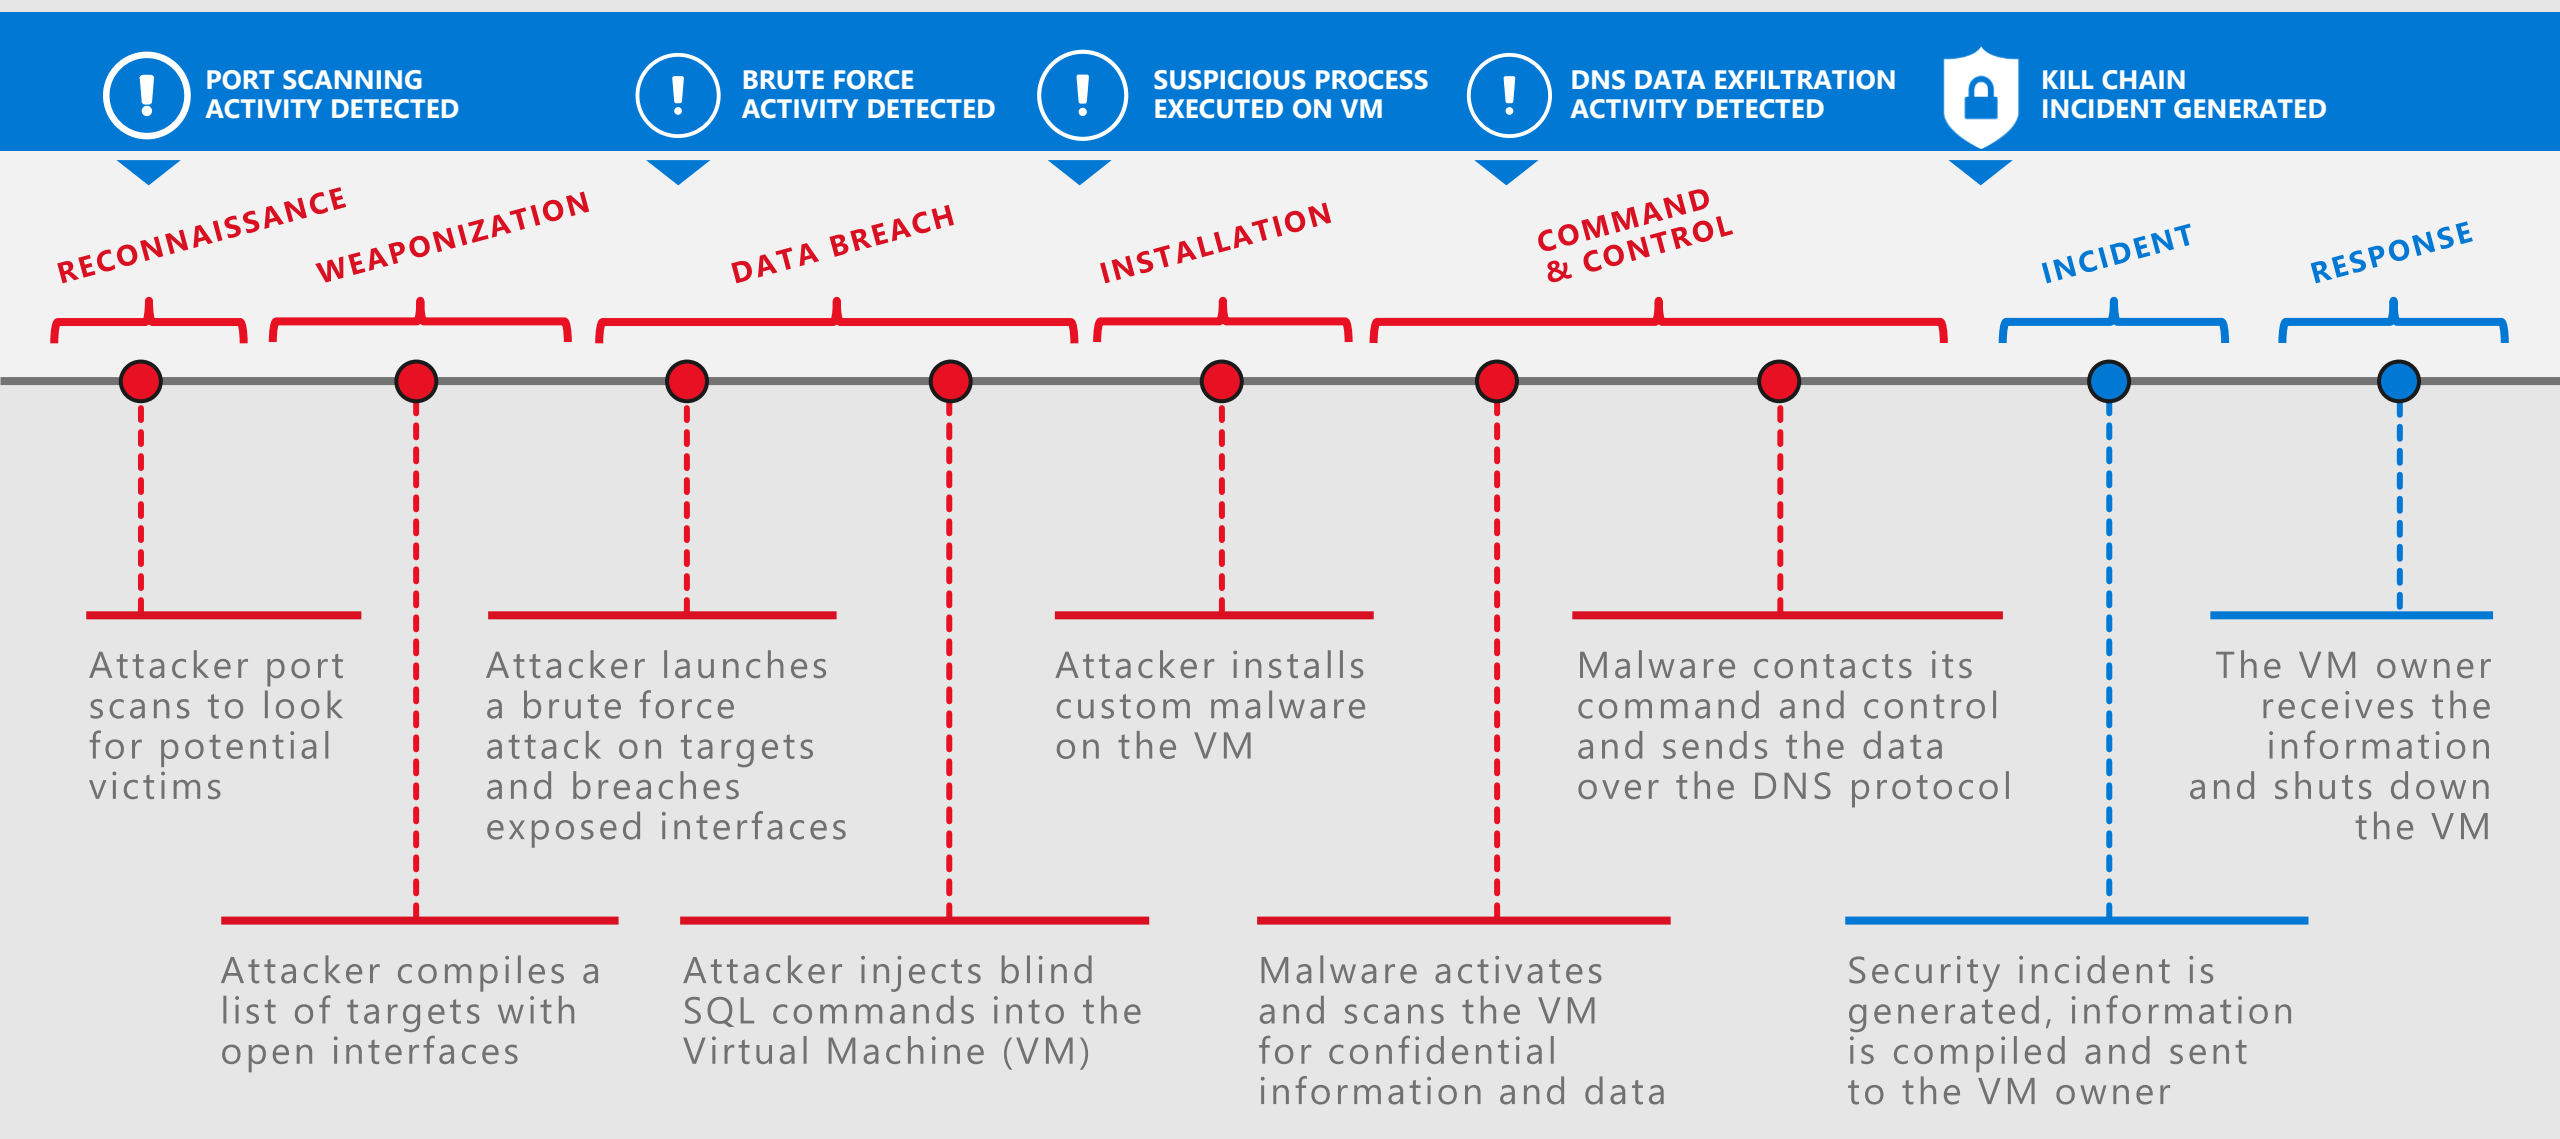 PORT SCANNING
ACTIVITY DETECTED
BRUTE FORCE
ACTIVITY DETECTED
SUSPICIOUS PROCESS
EXECUTED ON VM
DNS DATA EXFILTRATION
ACTIVITY DETECTED
KILL CHAIN
INCIDENT GENERATED
RECONNAISSANCE
WEAPONIZATION
DATA BREACH
INSTALLATION
COMMAND
& CONTROL
INCIDENT
RESPONSE
Attacker port
scans to look
for potential
victims
Attacker compiles a
list of targets with
open interfaces
Attacker launches
a brute force
attack on targets
and breaches
exposed interfaces
Attacker injects blind
SQL commands into the
Virtual Machine (VM)
Attacker installs
custom malware
on the VM
Malware activates
and scans the VM
for confidential
information and data
Malware contacts its
command and control
and sends the data
over the DNS protocol
Security incident is
generated, information
is compiled and sent
to the VM owner
The VM owner
receives the
information
and shuts down
the VM